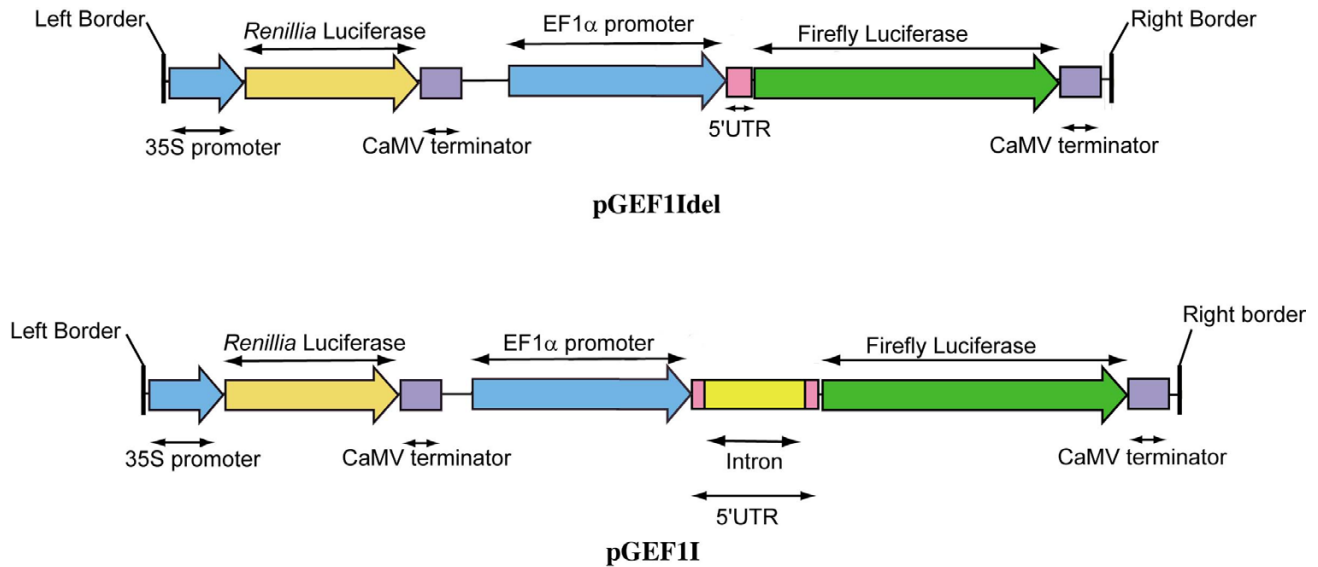 Left Border
Renillia Luciferase
EF1α promoter
Firefly Luciferase
Right Border
35S promoter
CaMV terminator
5'UTR
CaMV terminator
pGEF1Idel
Left Border
Renillia Luciferase
EF1α promoter
Firefly Luciferase
Right border
35S promoter
CaMV terminator
Intron
CaMV terminator
5'UTR
pGEF1I